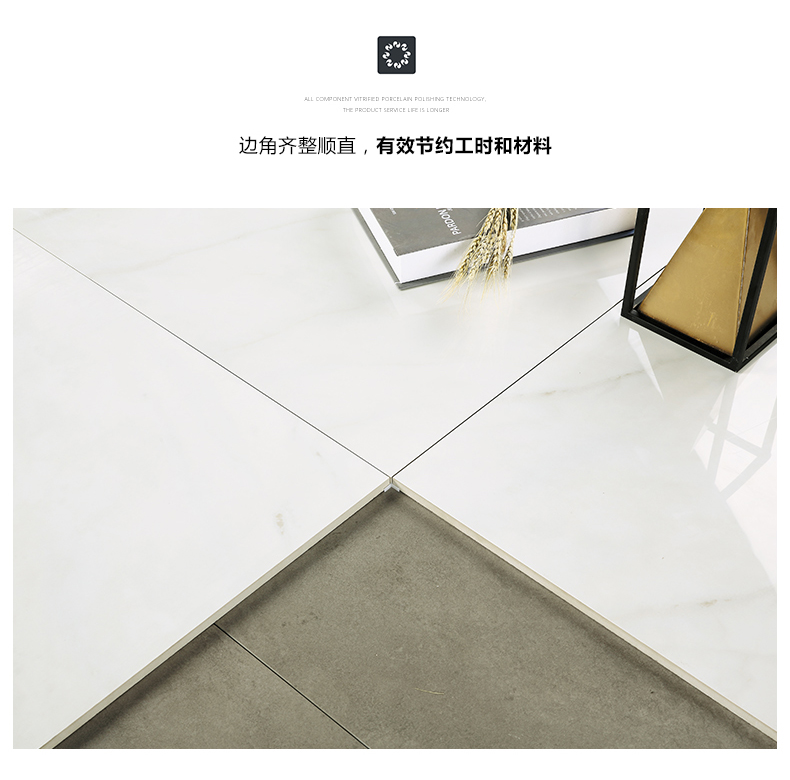 ALL COMPONENT VITRIFIED PORCELAIN POLISHING TECHNOLOGY,
THE PRODUCT SERVICE LIFE IS LONGER
边角齐整顺直，有效节约工时和材料
PARDON